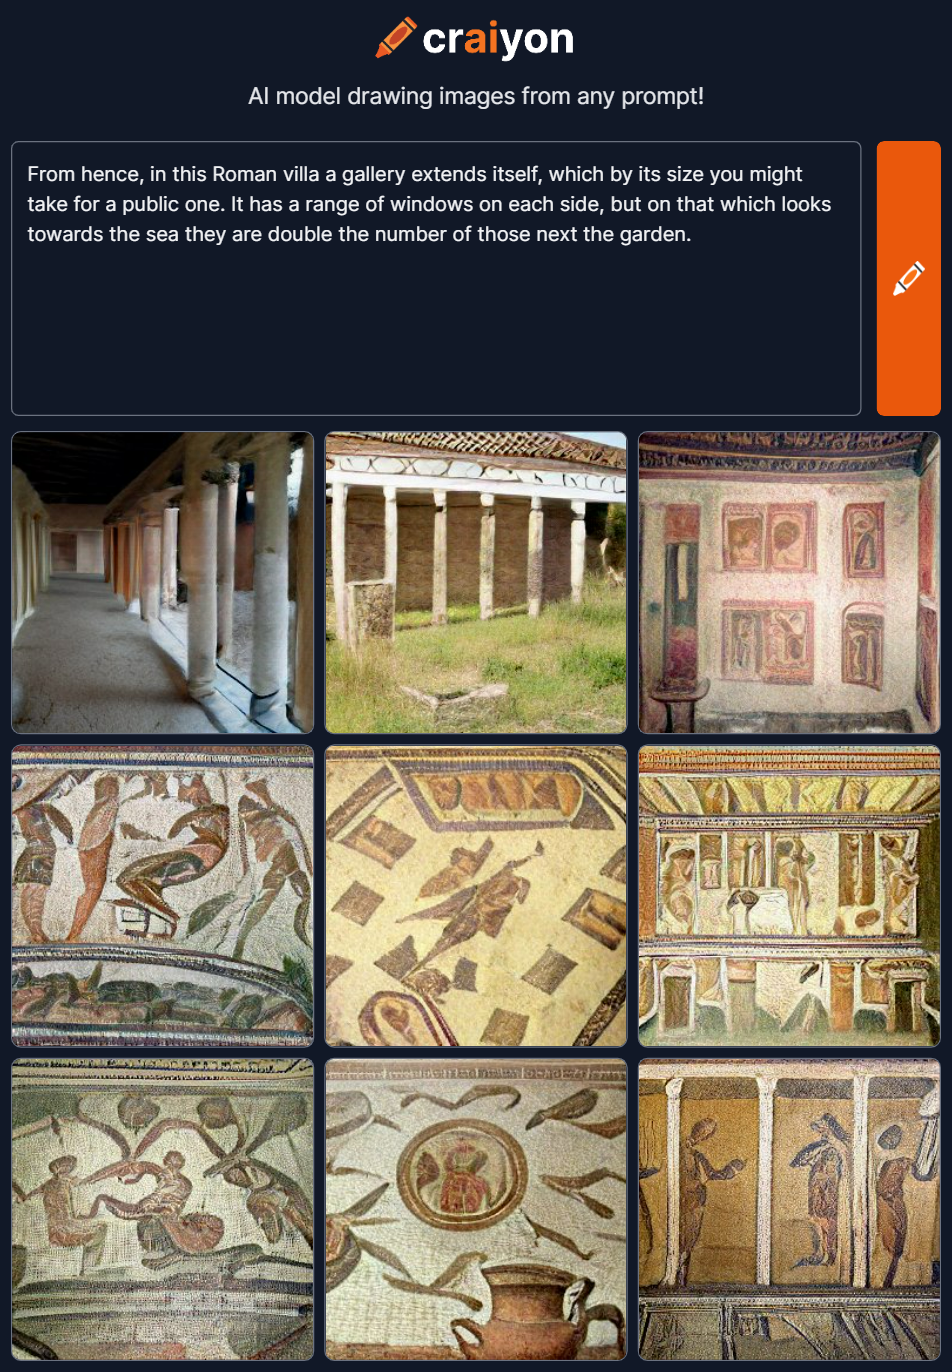 craiyon
AI model drawing images from any prompt!
From hence, in this Roman villa a gallery extends itself, which by its size you might
take for a public one. It has a range of windows on each side, but on that which looks
towards the sea they are double the number of those next the garden.